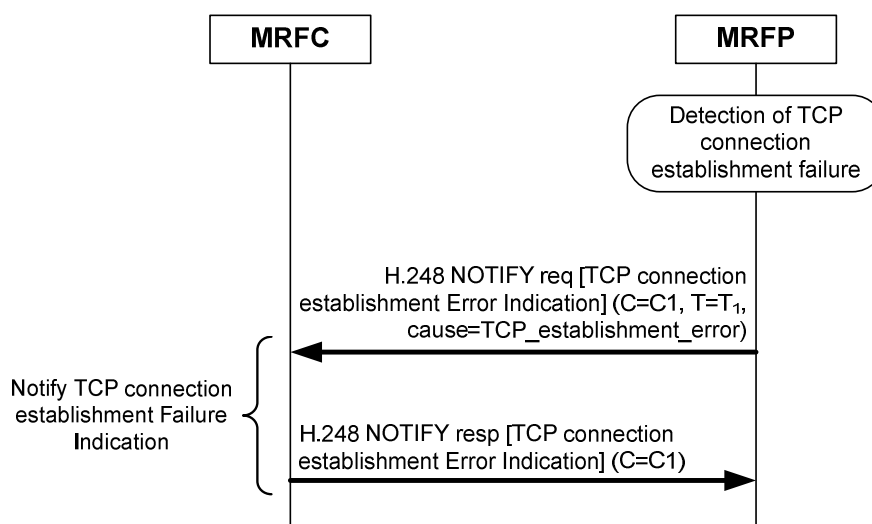 MRFC
MRFP
Detection of TCP
connection
establishment failure
H.248 NOTIFY req [TCP connection
establishment Error Indication] (C=C1, T=T₁,
cause=TCP_establishment_error)
Notify TCP connection
establishment Failure
Indication
H.248 NOTIFY resp [TCP connection
establishment Error Indication] (C=C1)